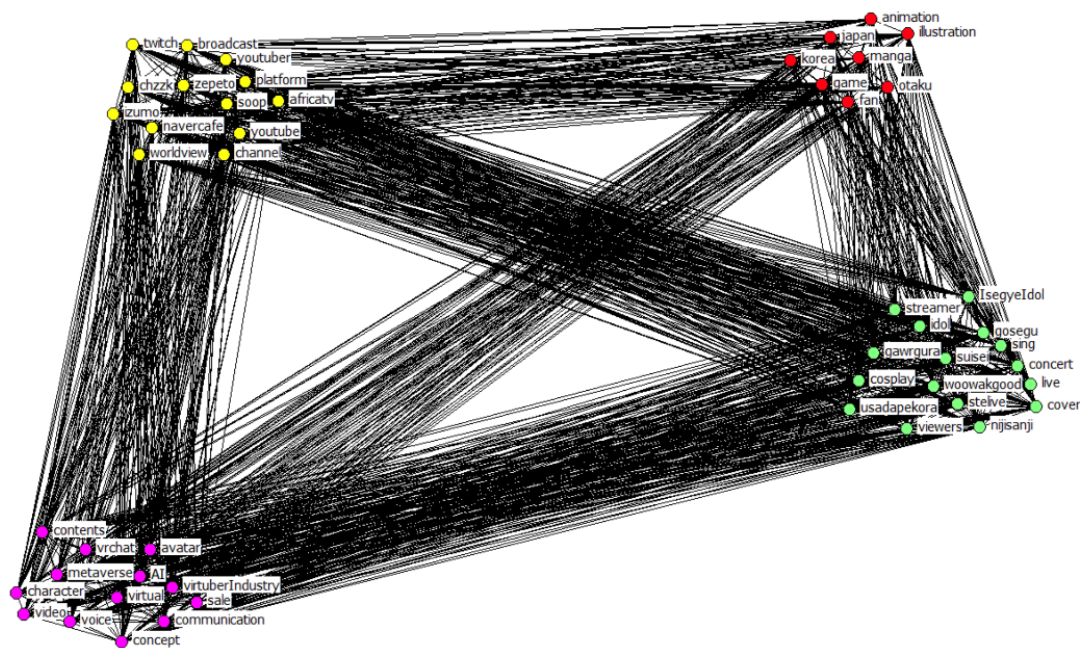 twitch
broadcast
youtuber
chzzk
zepeto
platform
soop
africatv
izumo
navercafe
youtube
worldview
channel
animation
japan
illustration
korea
manga
game
otaku
fan
IsegyeIdol
streamer
idol
gosegu
sing
gawrgura
suisei
concert
cosplay
woowakgood
live
usadapekora
stelive
cover
viewers
nijisanji
contents
vrchat
avatar
metaverse
AI
character
virtual
virtuberIndustry
sale
video
voice
communication
concept